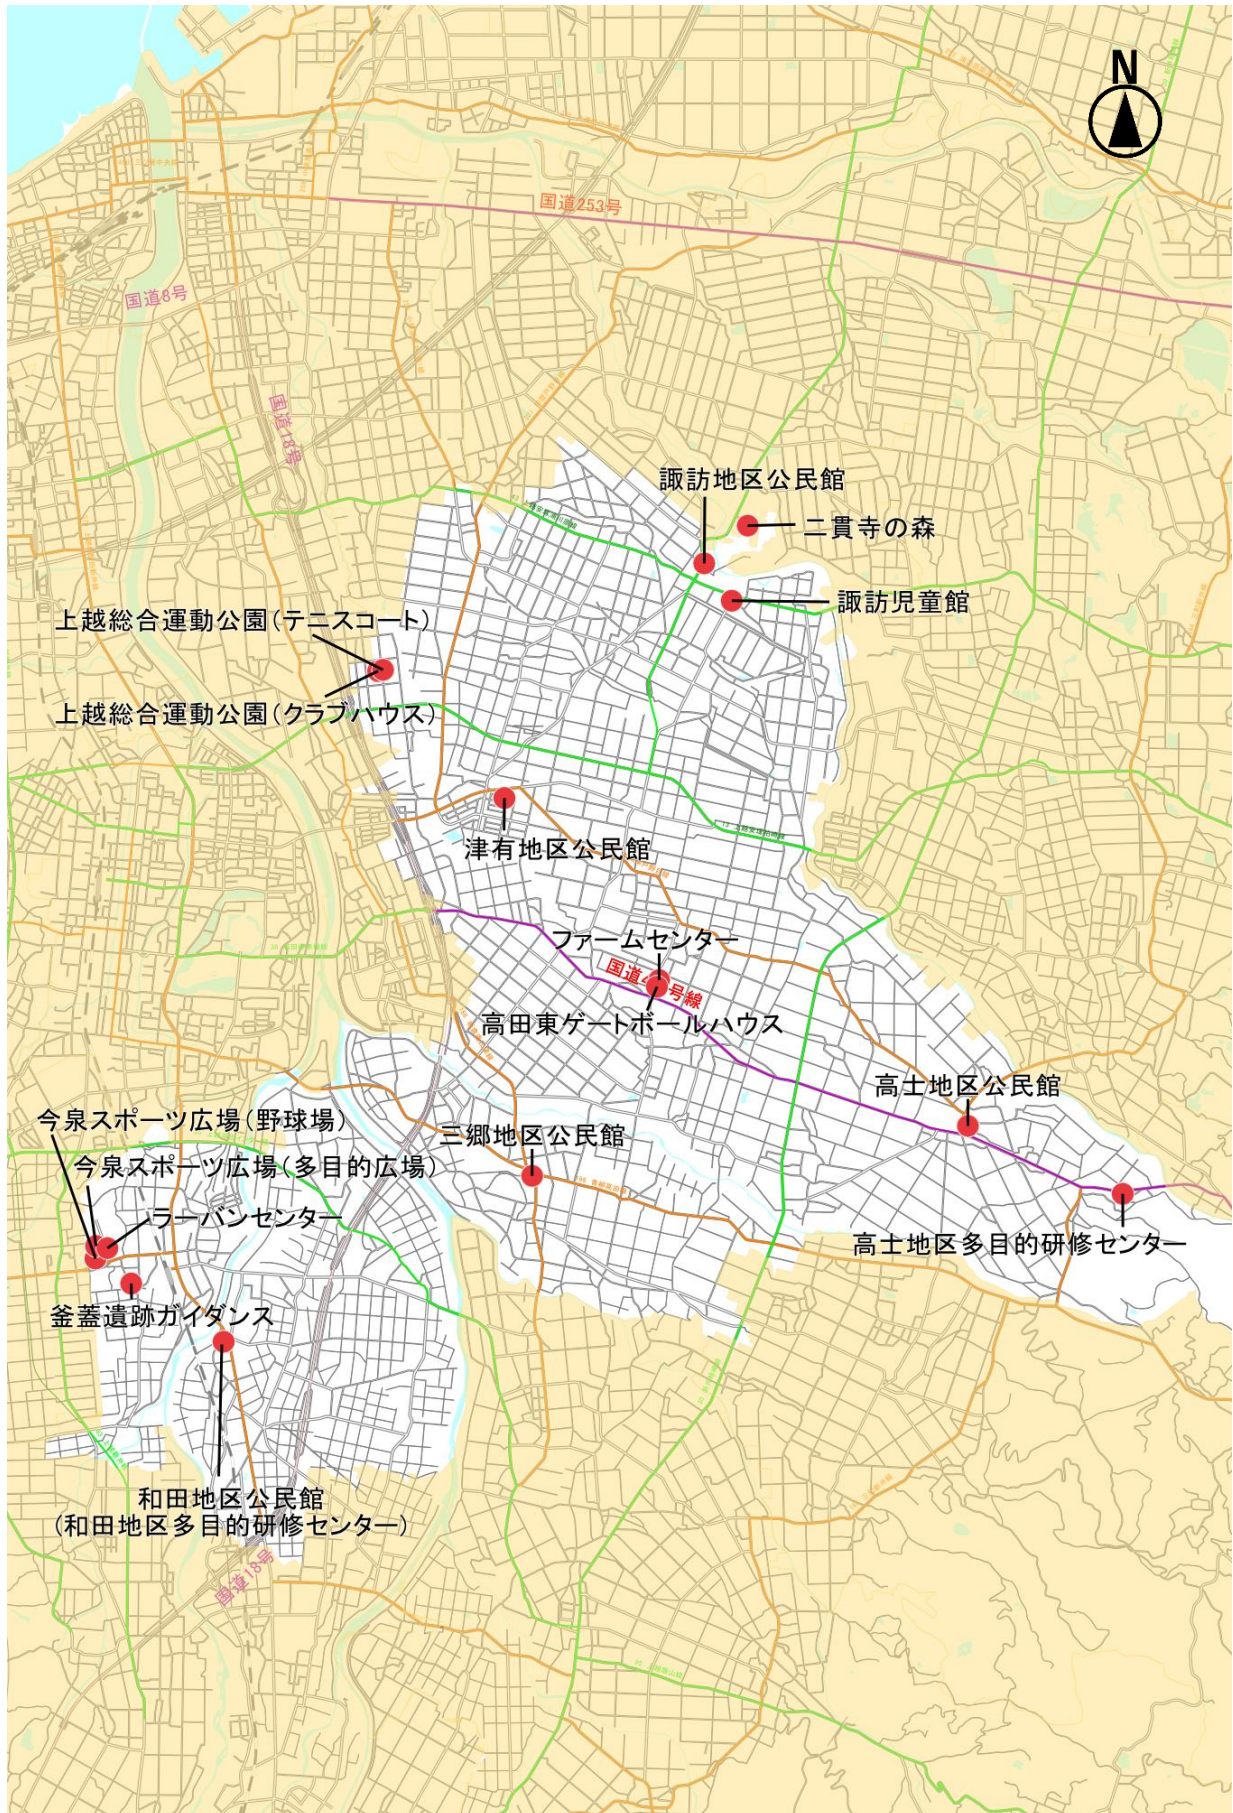 N
国道253号
国道8号
国道18号
諏訪地区公民館
二貫寺の森
諏訪児童館
上越総合運動公園(テニスコート)
上越総合運動公園(クラブハウス)
津有地区公民館
ファームセンター
高田東ゲートボールハウス
高士地区公民館
今泉スポーツ広場(野球場)
三郷地区公民館
今泉スポーツ広場(多目的広場)
ラーバンセンター
高士地区多目的研修センター
釜蓋遺跡ガイダンス
和田地区公民館
(和田地区多目的研修センター)
国道18号